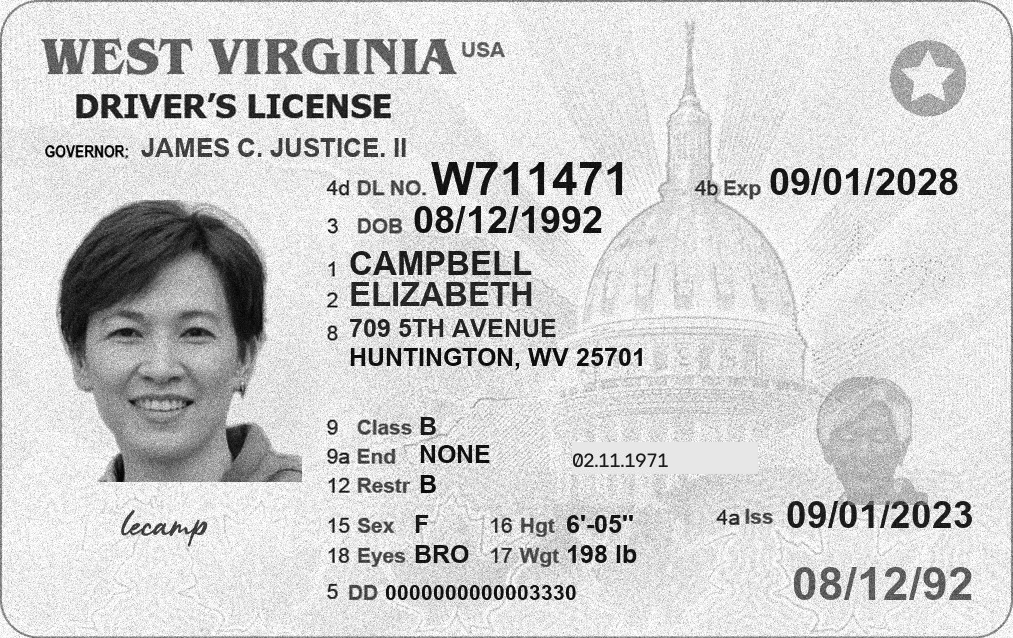 WEST VIRGINIA USA
DRIVER'S LICENSE
GOVERNOR: JAMES C. JUSTICE. II
4d DL NO. W711471 4b Exp 09/01/2028
3 DOB 08/12/1992
1 CAMPBELL
2 ELIZABETH
8 709 5TH AVENUE
HUNTINGTON, WV 25701
9 Class B
9a End NONE
02.11.1971
12 Restr B
lecamp
15 Sex F 16 Hgt 6'-05"
4a Iss 09/01/2023
18 Eyes BRO 17 Wgt 198 lb
5 DD 0000000000003330
08/12/92